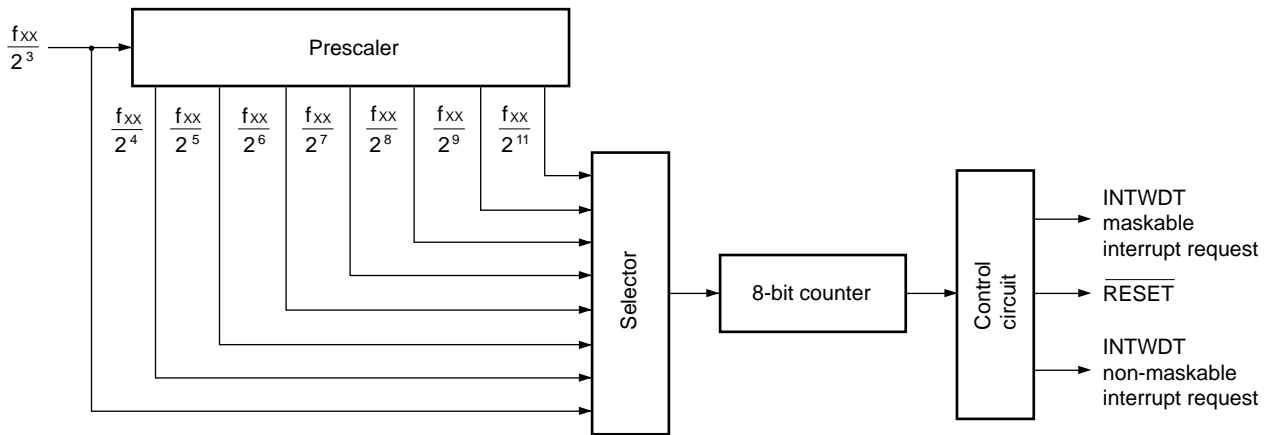 fxx
2³
Prescaler
fxx
2⁴
fxx
2⁵
fxx
2⁶
fxx
2⁷
fxx
2⁸
fxx
2⁹
fxx
2¹¹
Selector
8-bit counter
Control
circuit
INTWDT
maskable
interrupt request
RESET
INTWDT
non-maskable
interrupt request